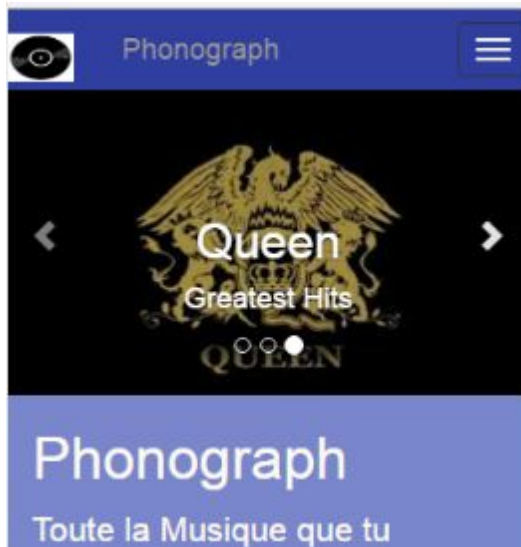 Phonograph
Queen
Greatest Hits
QUEEN
Phonograph
Toute la Musique que tu